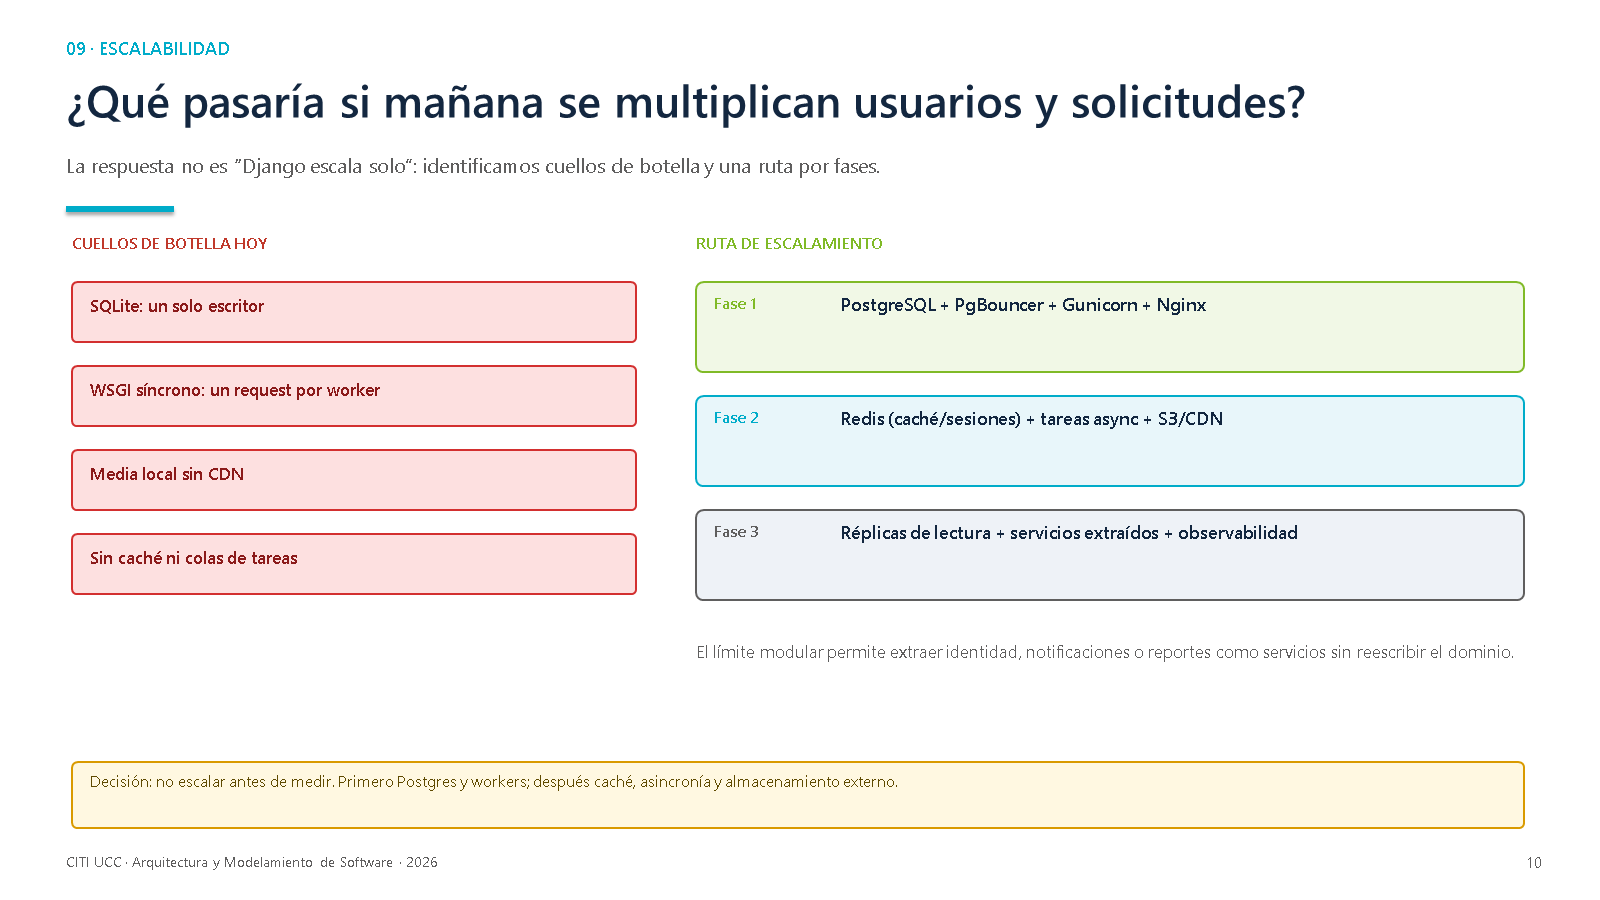 09 · ESCALABILIDAD
¿Qué pasaría si mañana se multiplican usuarios y solicitudes?
La respuesta no es ”Django escala solo“: identificamos cuellos de botella y una ruta por fases.
CUELLOS DE BOTELLA HOY
SQLite: un solo escritor
WSGI síncrono: un request por worker
Media local sin CDN
Sin caché ni colas de tareas
RUTA DE ESCALAMIENTO
Fase 1 PostgreSQL + PgBouncer + Gunicorn + Nginx
Fase 2 Redis (caché/sesiones) + tareas async + S3/CDN
Fase 3 Réplicas de lectura + servicios extraídos + observabilidad
El límite modular permite extraer identidad, notificaciones o reportes como servicios sin reescribir el dominio.
Decisión: no escalar antes de medir. Primero Postgres y workers; después caché, asincronía y almacenamiento externo.
CITI UCC · Arquitectura y Modelamiento de Software · 2026
10